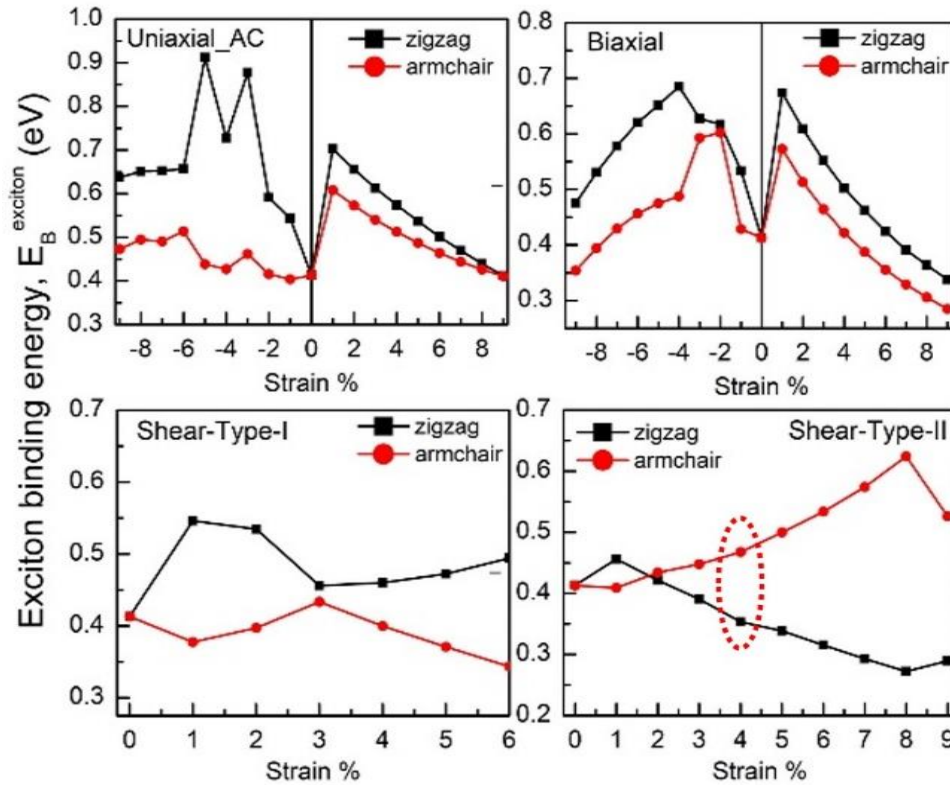 Exciton binding energy, E_B^exciton (eV)
Uniaxial_AC
zigzag
armchair
1.0
0.9
0.8
0.7
0.6
0.5
0.4
0.3
-8 -6 -4 -2 0 2 4 6 8
Strain %
Biaxial
zigzag
armchair
0.8
0.7
0.6
0.5
0.4
0.3
-8 -6 -4 -2 0 2 4 6 8
Strain %
Shear-Type-I
zigzag
armchair
0.7
0.6
0.5
0.4
0.3
0 1 2 3 4 5 6
Strain %
zigzag Shear-Type-II
armchair
0.7
0.6
0.5
0.4
0.3
0.2
0 1 2 3 4 5 6 7 8 9
Strain %